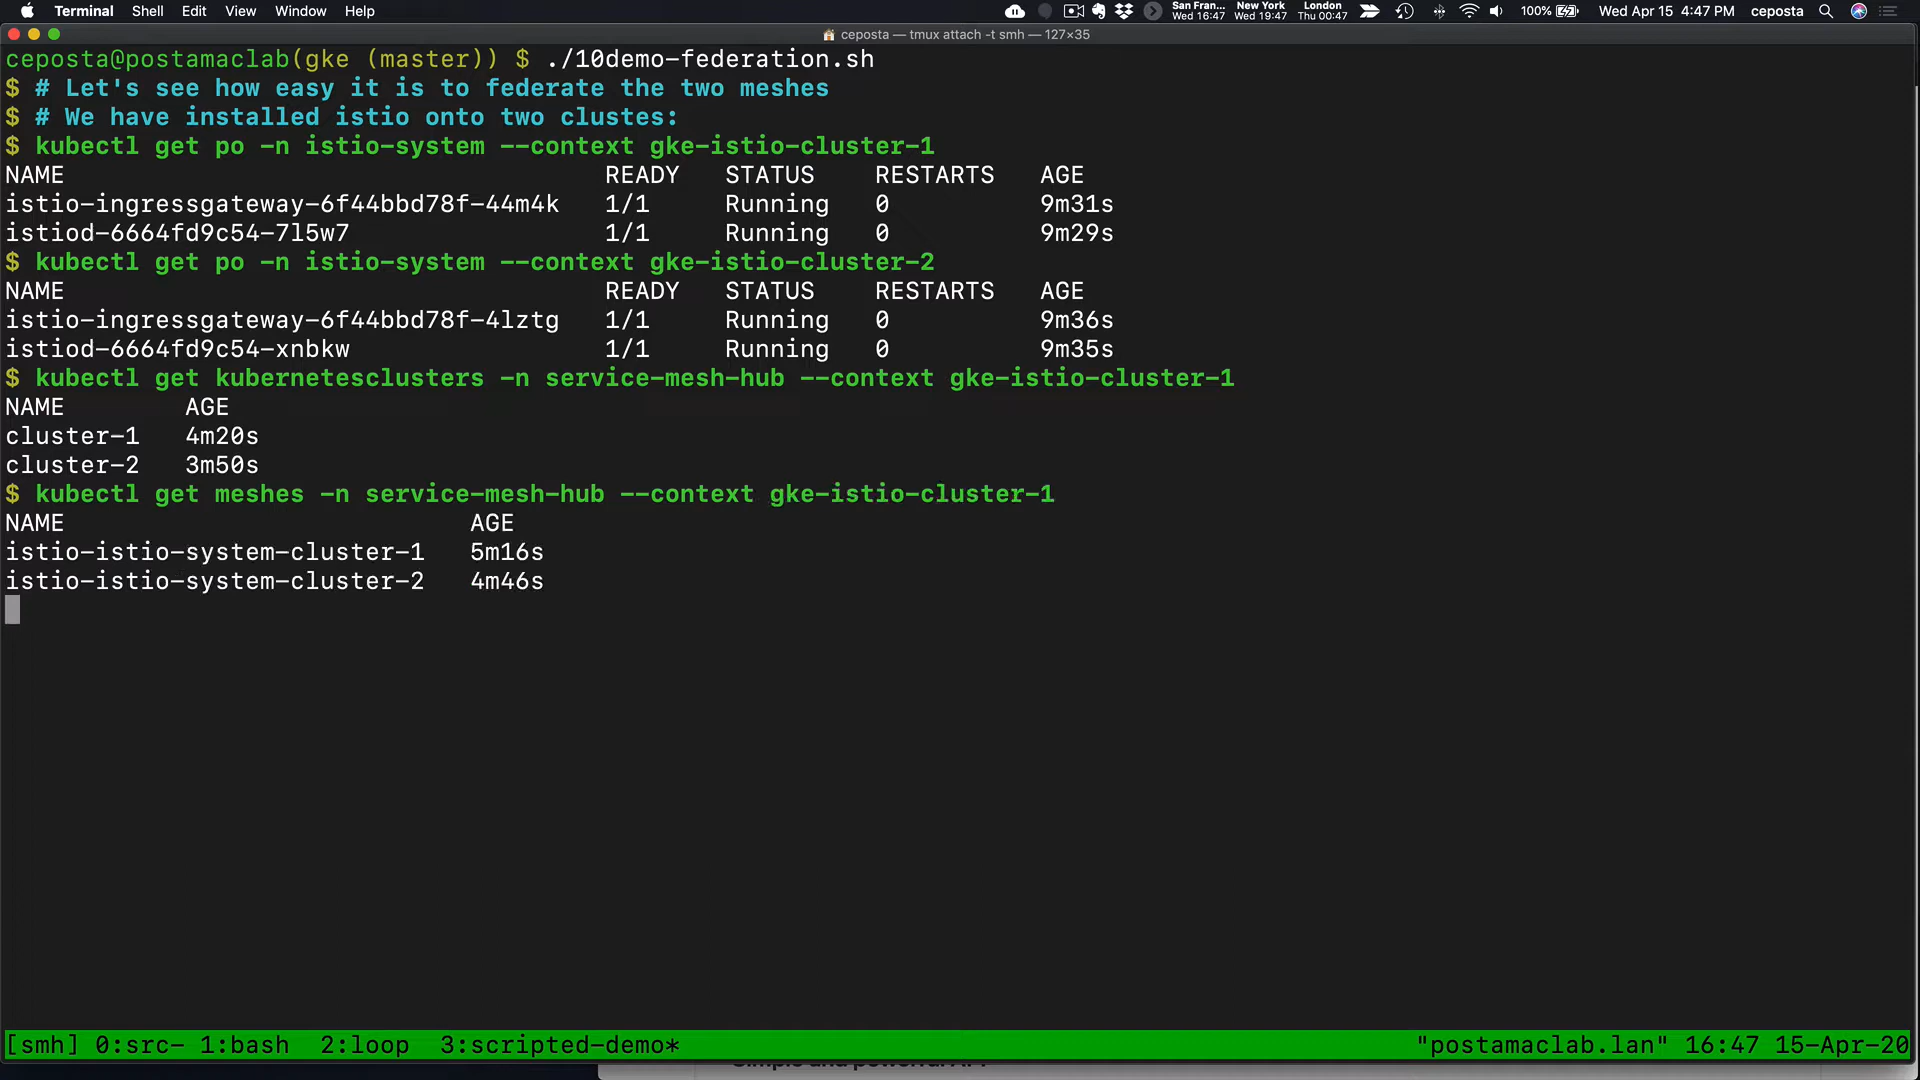 Terminal Shell Edit View Window Help San Fran... New York London 100% Wed Apr 15 4:47 PM ceposta
Wed 16:47 Wed 19:47 Thu 00:47
ceposta — tmux attach -t smh — 127×35
ceposta@postamaclab(gke (master)) $ ./10demo-federation.sh
$ # Let's see how easy it is to federate the two meshes
$ # We have installed istio onto two clustes:
$ kubectl get po -n istio-system --context gke-istio-cluster-1
NAME READY STATUS RESTARTS AGE
istio-ingressgateway-6f44bbd78f-44m4k 1/1 Running 0 9m31s
istiod-6664fd9c54-7l5w7 1/1 Running 0 9m29s
$ kubectl get po -n istio-system --context gke-istio-cluster-2
NAME READY STATUS RESTARTS AGE
istio-ingressgateway-6f44bbd78f-4lztg 1/1 Running 0 9m36s
istiod-6664fd9c54-xnbkw 1/1 Running 0 9m35s
$ kubectl get kubernetesclusters -n service-mesh-hub --context gke-istio-cluster-1
NAME AGE
cluster-1 4m20s
cluster-2 3m50s
$ kubectl get meshes -n service-mesh-hub --context gke-istio-cluster-1
NAME AGE
istio-istio-system-cluster-1 5m16s
istio-istio-system-cluster-2 4m46s
[smh] 0:src- 1:bash 2:loop 3:scripted-demo* "postamaclab.lan" 16:47 15-Apr-20